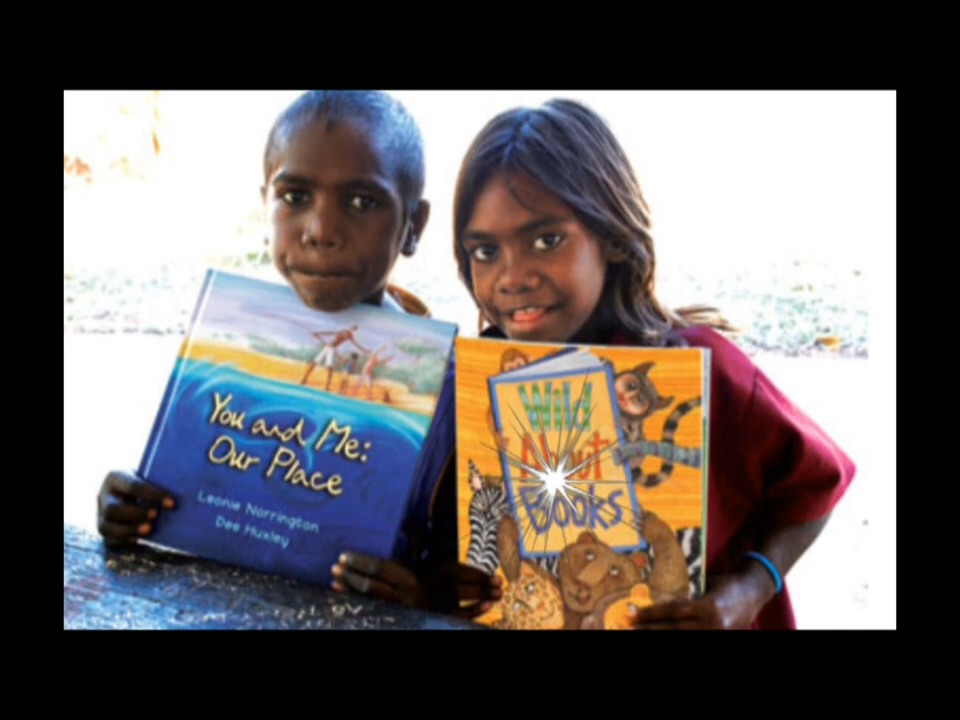 You and Me:
Our Place
Leonie Norrington
Dee Huxley
Wild
About
Books